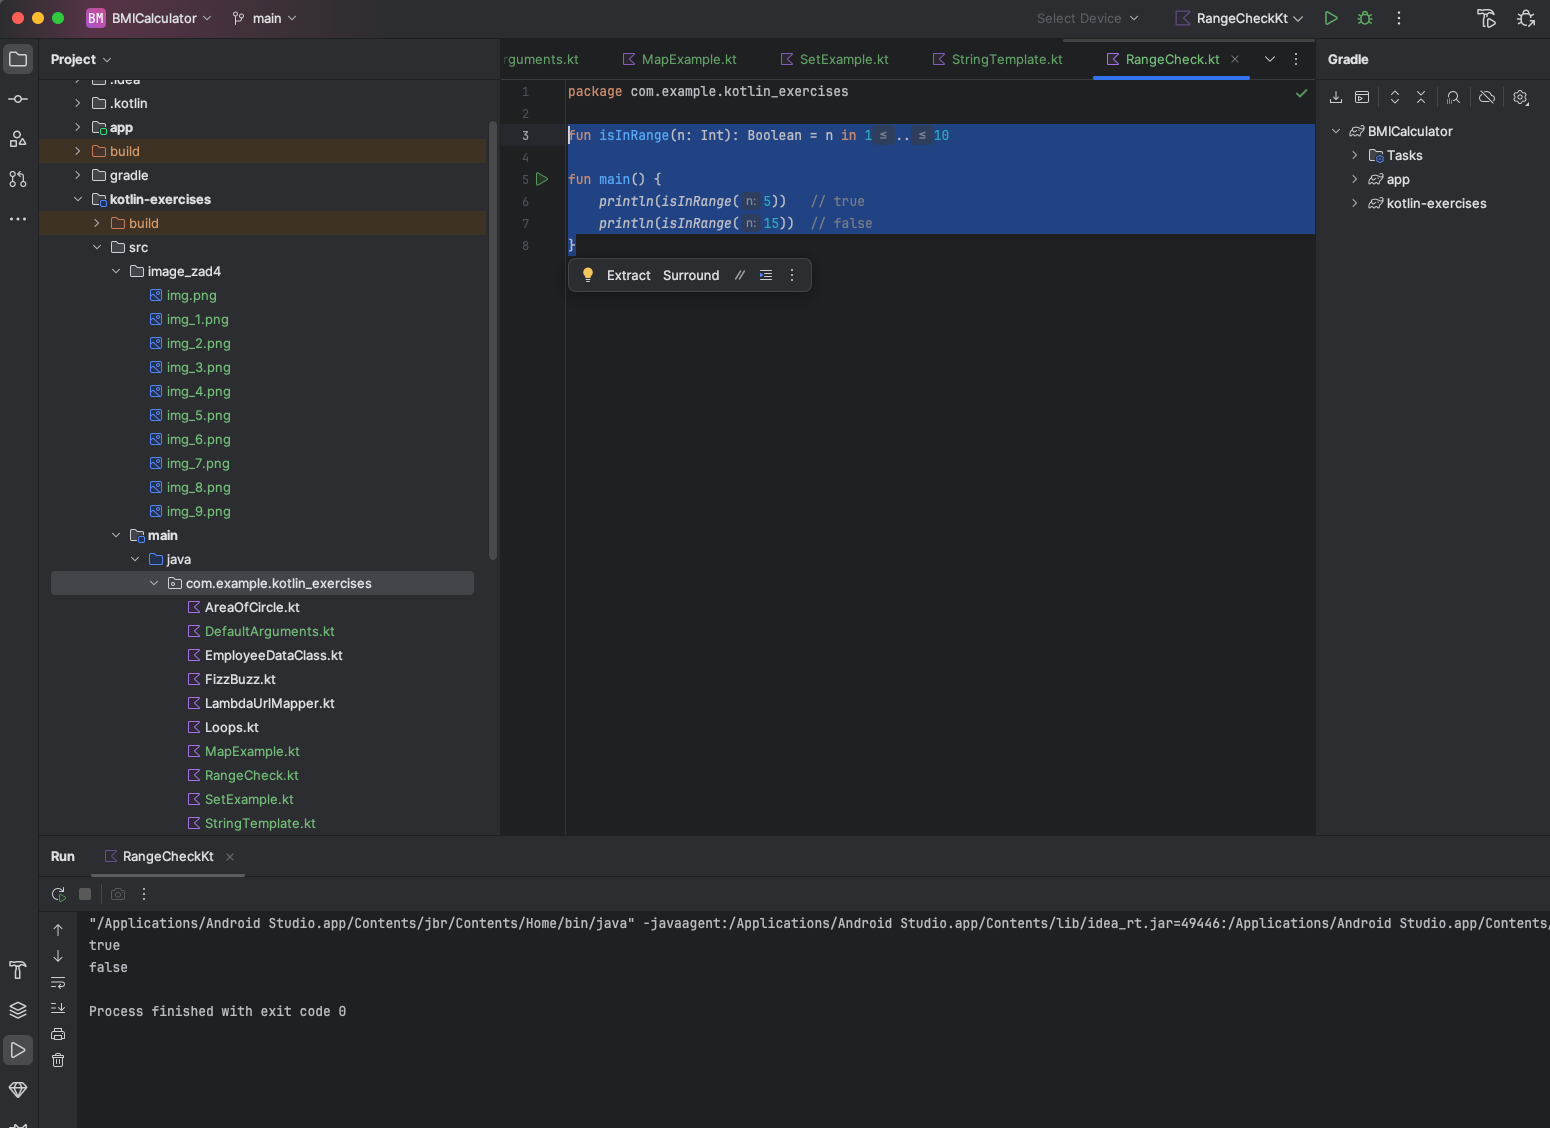 BM BMICalculator main Select Device RangeCheckKt
Project
.idea
.kotlin
app
build
gradle
kotlin-exercises
build
src
image_zad4
img.png
img_1.png
img_2.png
img_3.png
img_4.png
img_5.png
img_6.png
img_7.png
img_8.png
img_9.png
main
java
com.example.kotlin_exercises
AreaOfCircle.kt
DefaultArguments.kt
EmployeeDataClass.kt
FizzBuzz.kt
LambdaUrlMapper.kt
Loops.kt
MapExample.kt
RangeCheck.kt
SetExample.kt
StringTemplate.kt
rguments.kt MapExample.kt SetExample.kt StringTemplate.kt RangeCheck.kt
1 package com.example.kotlin_exercises
2
3 fun isInRange(n: Int): Boolean = n in 1 ≤ .. ≤ 10
4
5 fun main() {
6 println(isInRange( n: 5)) // true
7 println(isInRange( n: 15)) // false
8 }
Extract Surround //
Gradle
BMICalculator
Tasks
app
kotlin-exercises
Run RangeCheckKt
"/Applications/Android Studio.app/Contents/jbr/Contents/Home/bin/java" -javaagent:/Applications/Android Studio.app/Contents/lib/idea_rt.jar=49446:/Applications/Android Studio.app/Contents/
true
false
Process finished with exit code 0